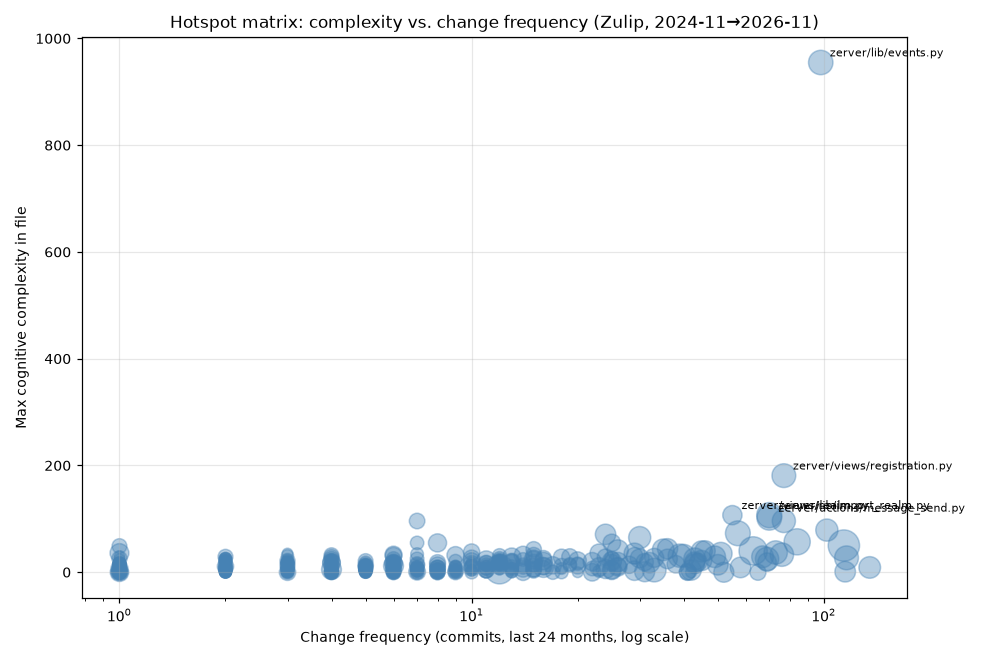 Hotspot matrix: complexity vs. change frequency (Zulip, 2024-11→2026-11)
1000
zerver/lib/events.py
800
600
400
200
zerver/views/registration.py
zerver/actions/message_send.py
0
Max cognitive complexity in file
10⁰
10¹
10²
Change frequency (commits, last 24 months, log scale)